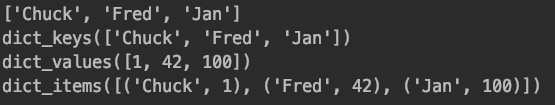 ['Chuck', 'Fred', 'Jan']
dict_keys(['Chuck', 'Fred', 'Jan'])
dict_values([1, 42, 100])
dict_items([('Chuck', 1), ('Fred', 42), ('Jan', 100)])